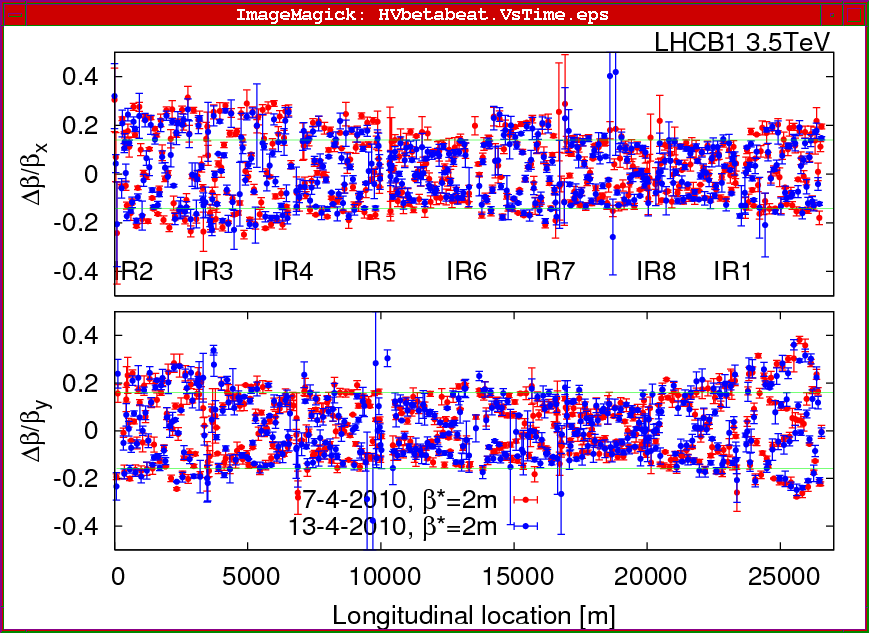 ImageMagick: HVbetabeat.VsTime.eps
LHCB1 3.5TeV
0.4
0.2
0
-0.2
-0.4
Δβ/βx
IR2 IR3 IR4 IR5 IR6 IR7 IR8 IR1
0.4
0.2
0
-0.2
-0.4
Δβ/βy
7-4-2010, β*=2m
13-4-2010, β*=2m
0 5000 10000 15000 20000 25000
Longitudinal location [m]